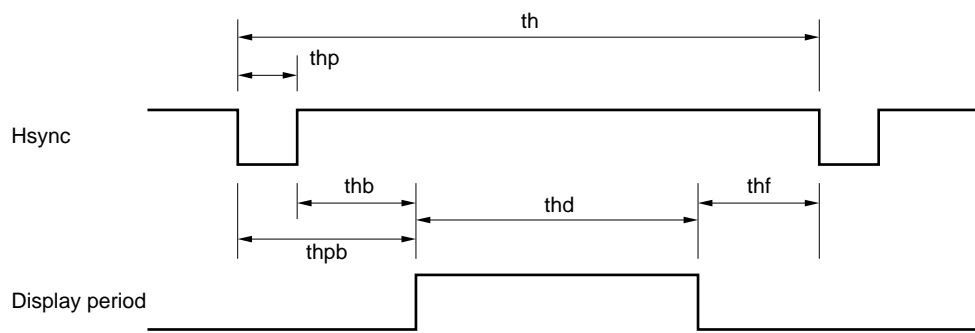 th
thp
Hsync
thb
thf
thd
thpb
Display period